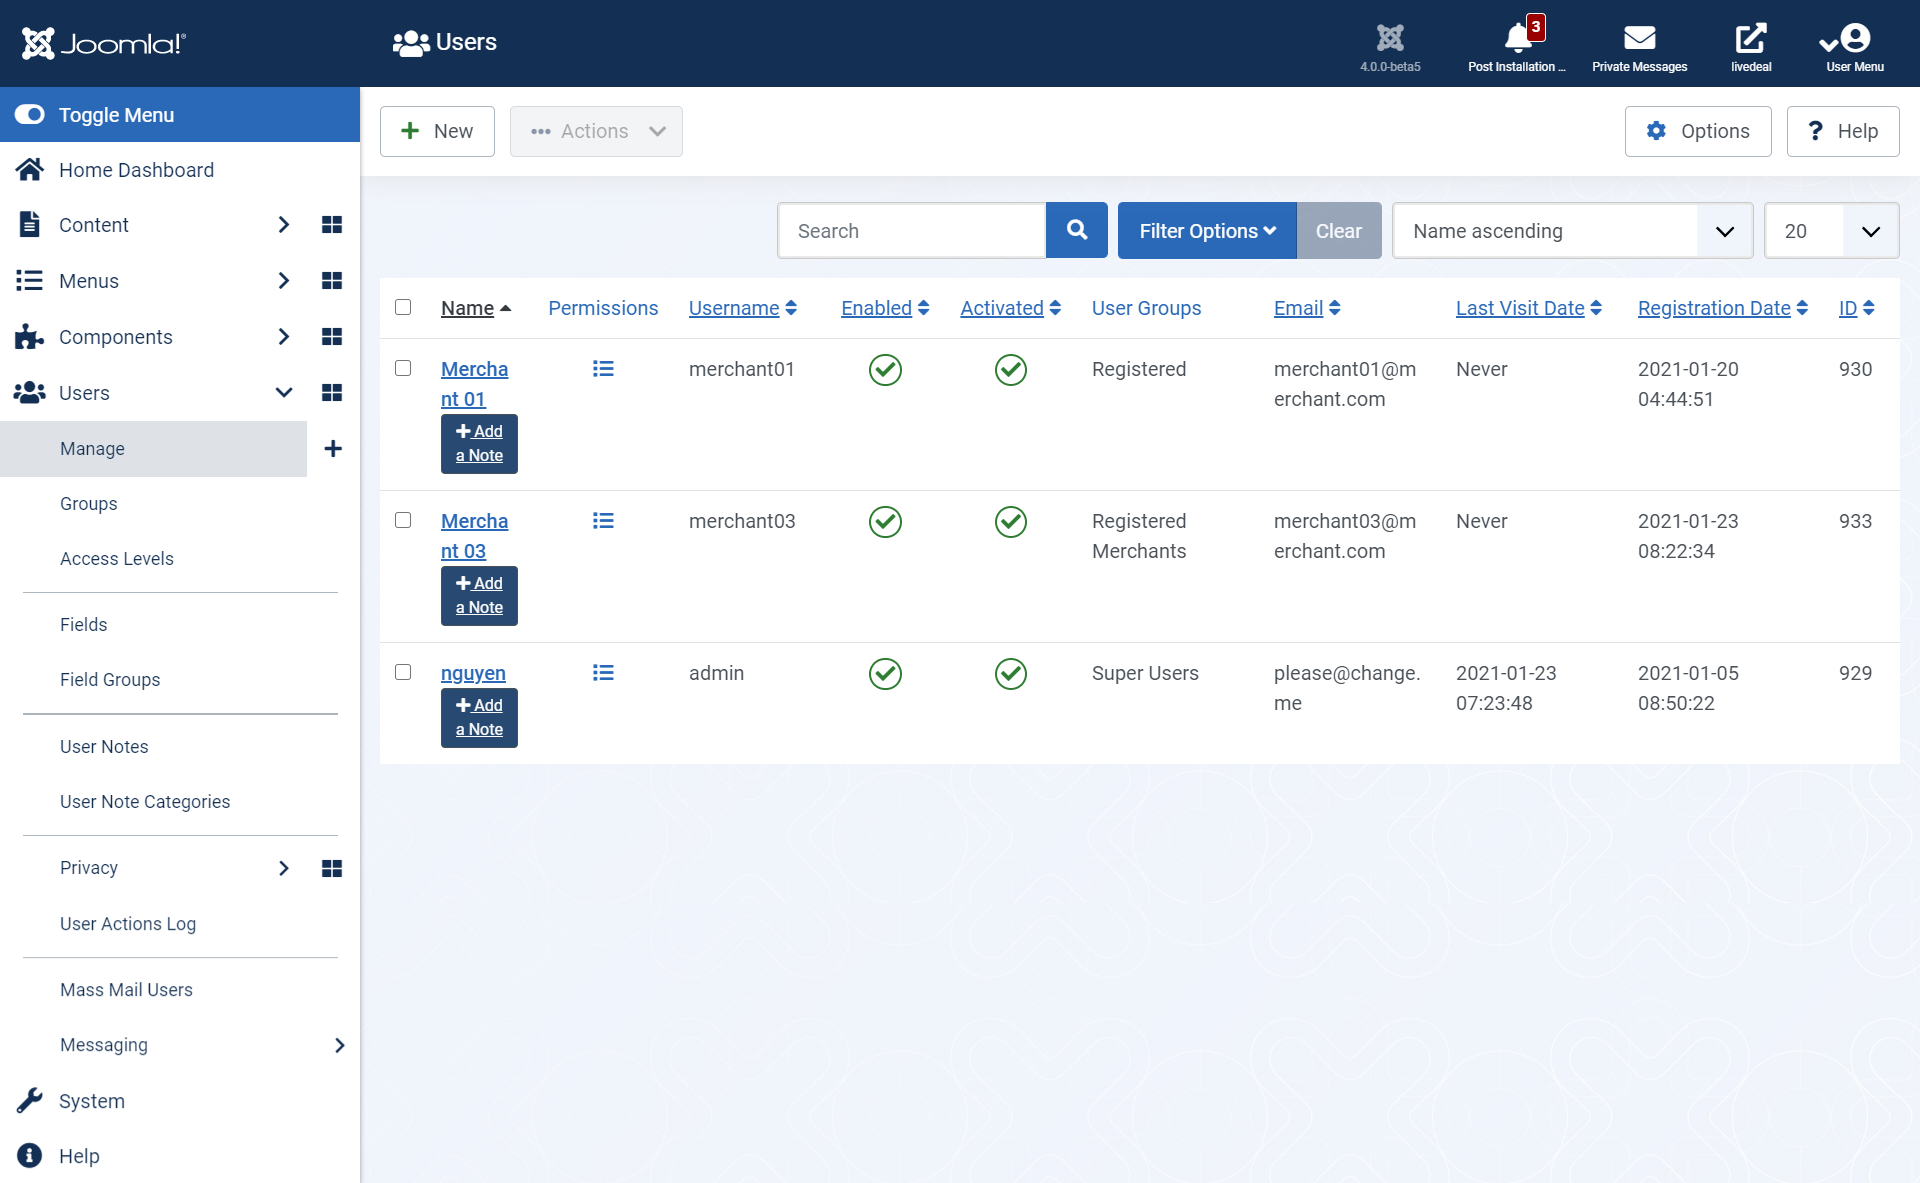 Joomla!®
Users
4.0.0-beta5
3
Post Installation ...
Private Messages
livedeal
User Menu
Toggle Menu
Home Dashboard
Content
Menus
Components
Users
Manage
Groups
Access Levels
Fields
Field Groups
User Notes
User Note Categories
Privacy
User Actions Log
Mass Mail Users
Messaging
System
Help
New
Actions
Options
? Help
Search
Filter Options
Clear
Name ascending
20
Name Permissions Username Enabled Activated User Groups Email Last Visit Date Registration Date ID
Mercha merchant01 Registered merchant01@m Never 2021-01-20 930
nt 01 erchant.com 04:44:51
+ Add
a Note
Mercha merchant03 Registered merchant03@m Never 2021-01-23 933
nt 03 Merchants erchant.com 08:22:34
+ Add
a Note
nguyen admin Super Users please@change. 2021-01-23 2021-01-05 929
me 07:23:48 08:50:22
+ Add
a Note